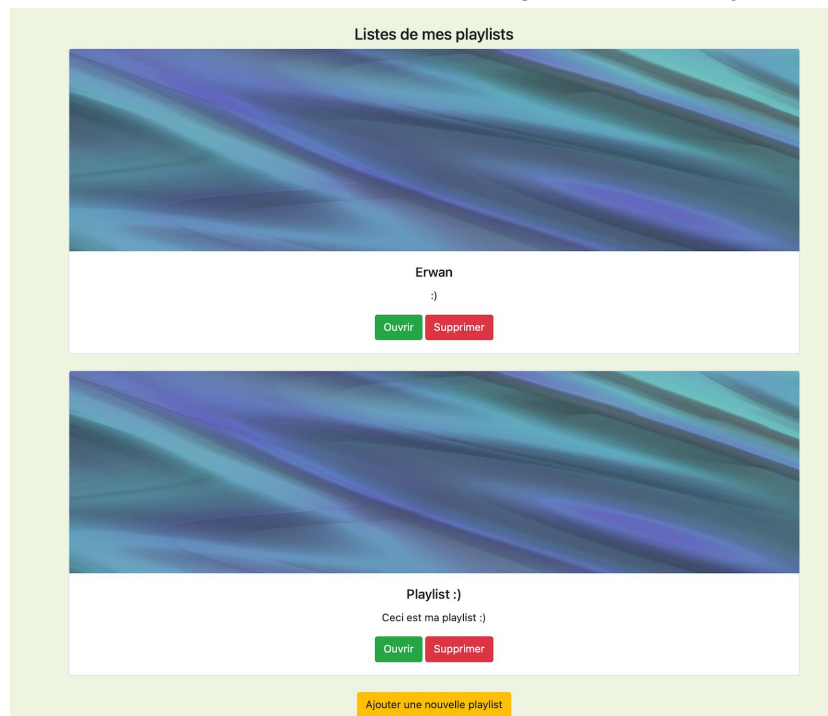 Listes de mes playlists
Erwan
:)
Ouvrir Supprimer
Playlist :)
Ceci est ma playlist :)
Ouvrir Supprimer
Ajouter une nouvelle playlist